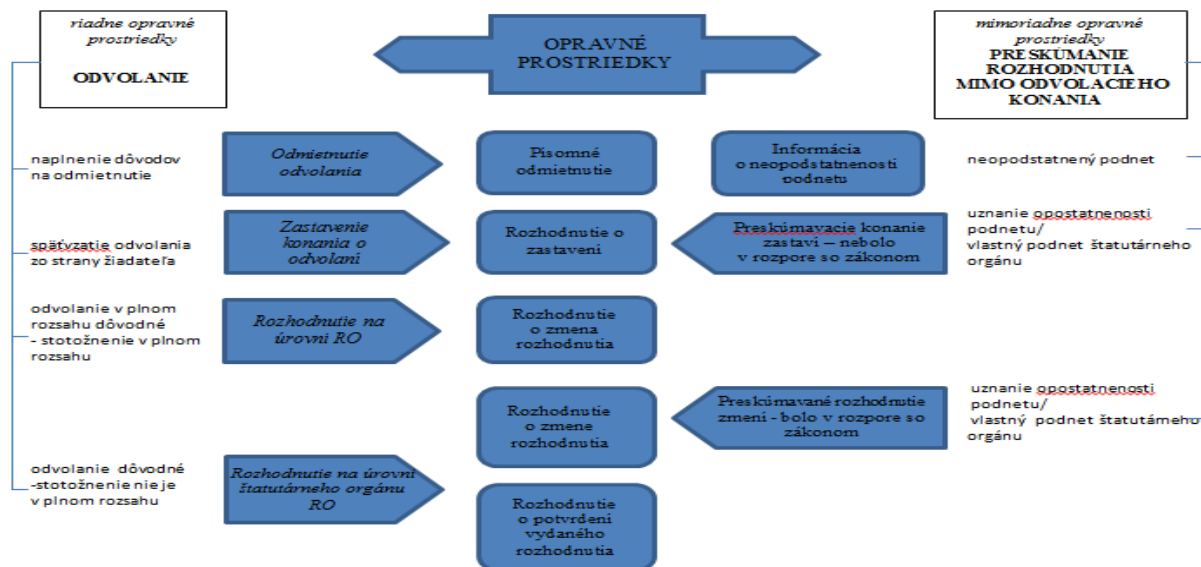 riadne opravné
prostriedky
ODVOLANIE
OPRAVNÉ
PROSTRIEDKY
mimoriadne opravné
prostriedky
PRESKÚMANIE
ROZHODNUTIA
MIMO ODVOLACIEHO
KONANIA
naplnenie dôvodov
na odmietnutie
Odmietnutie
odvolania
Písomné
odmietnutie
Informácia
o neopodstatnenosti
podnetu
neopodstatnený podnet
späťvzatie odvolania
zo strany žiadateľa
Zastavenie
konania o
odvolaní
Rozhodnutie o
zastavení
Preskúmavacie konanie
zastaví – nebolo
v rozpore so zákonom
uznanie opostatnenosti
podnetu/
vlastný podnet štatutárneho
orgánu
odvolanie v plnom
rozsahu dôvodné
- stotožnenie v plnom
rozsahu
Rozhodnutie na
úrovni RO
Rozhodnutie
o zmena
rozhodnutia
Rozhodnutie
o zmene
rozhodnutia
Preskúmavané rozhodnutie
zmení - bolo v rozpore so
zákonom
uznanie opostatnenosti
podnetu/
vlastný podnet štatutárneho
orgánu
odvolanie dôvodné
-stotožnenie nie je
v plnom rozsahu
Rozhodnutie na úrovni
štatutárneho orgánu
RO
Rozhodnutie
o potvrdení
vydaného
rozhodnutia